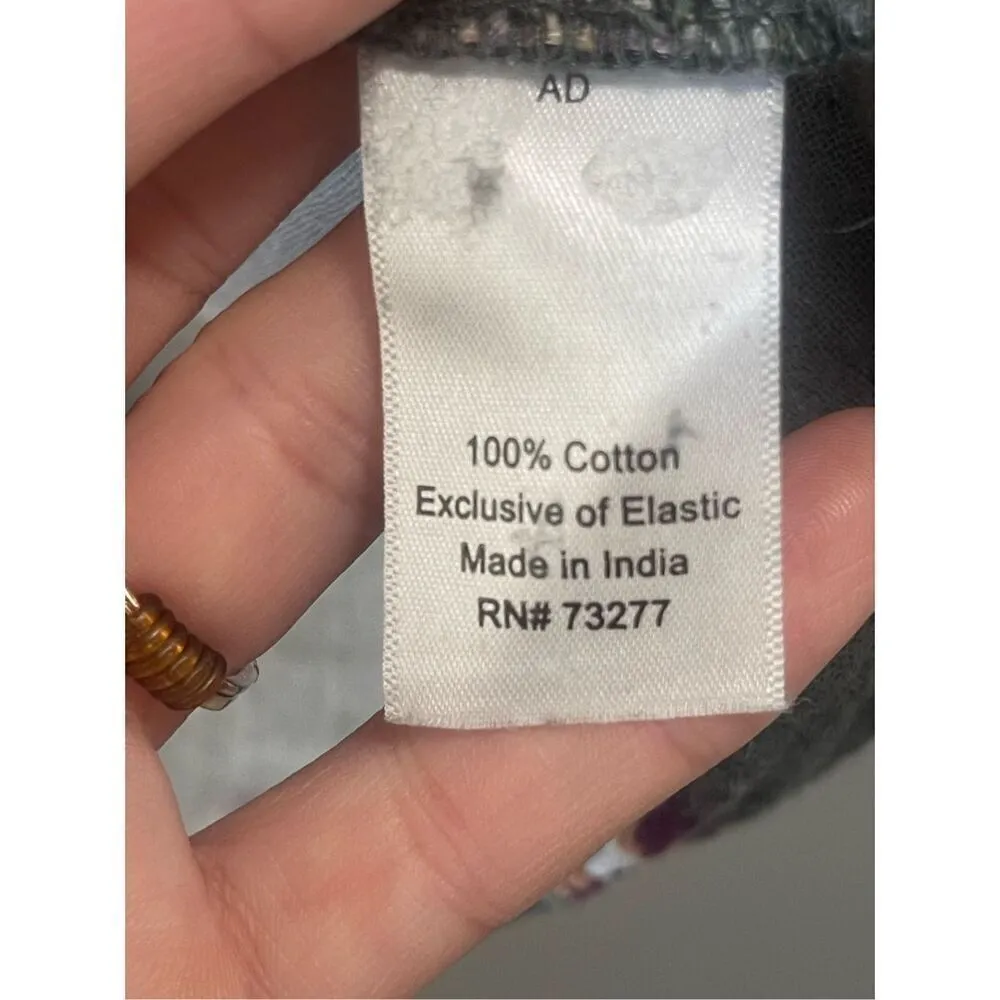 AD
100% Cotton
Exclusive of Elastic
Made in India
RN# 73277